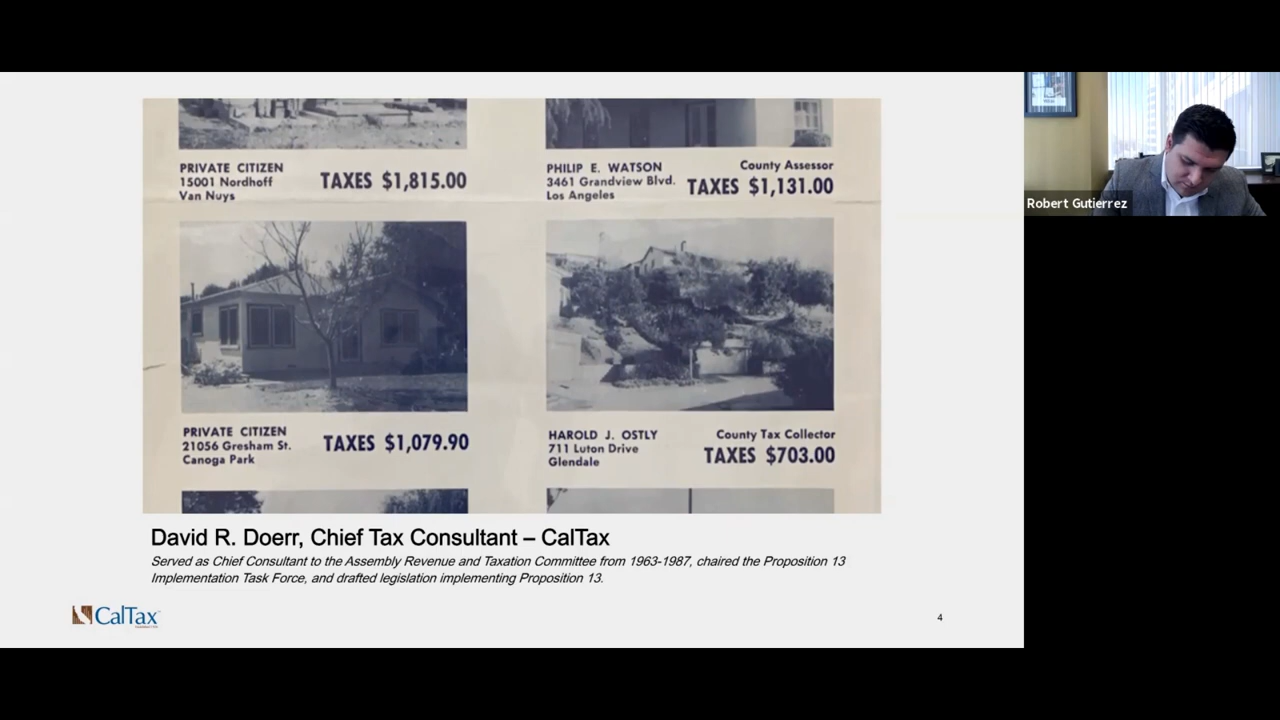 PRIVATE CITIZEN
15001 Nordhoff
Van Nuys
TAXES $1,815.00
PHILIP E. WATSON
3461 Grandview Blvd.
Los Angeles
County Assessor
TAXES $1,131.00
PRIVATE CITIZEN
21056 Gresham St.
Canoga Park
TAXES $1,079.90
HAROLD J. OSTLY
711 Luton Drive
Glendale
County Tax Collector
TAXES $703.00
David R. Doerr, Chief Tax Consultant – CalTax
Served as Chief Consultant to the Assembly Revenue and Taxation Committee from 1963-1987, chaired the Proposition 13
Implementation Task Force, and drafted legislation implementing Proposition 13.
CalTax
4
Robert Gutierrez